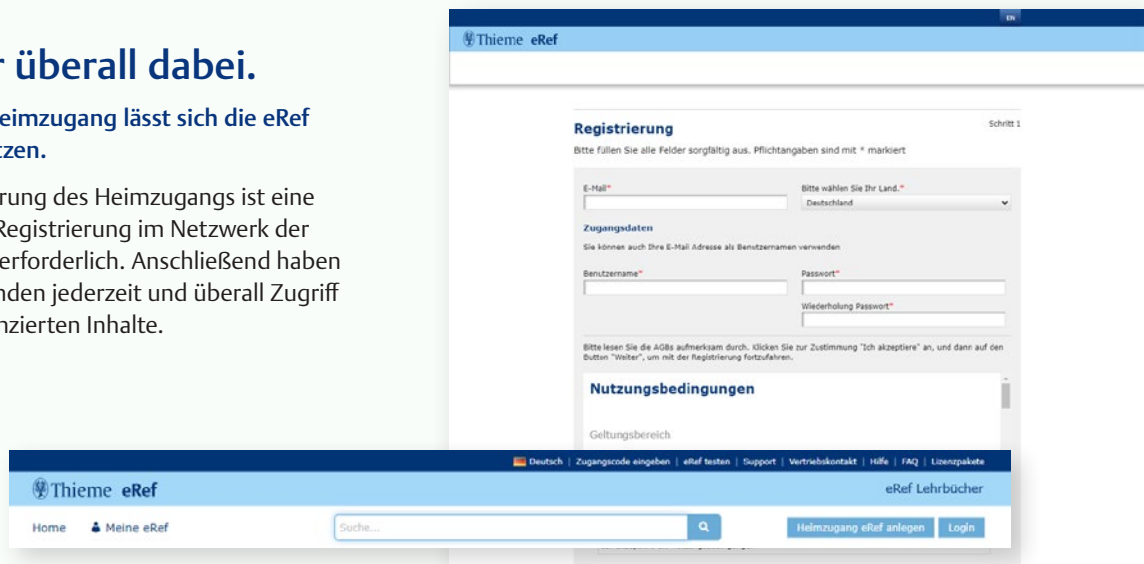 r überall dabei.
eimzugang lässt sich die eRef
tzen.
rung des Heimzugangs ist eine
Registrierung im Netzwerk der
erforderlich. Anschließend haben
nden jederzeit und überall Zugriff
nzierten Inhalte.
EN
Thieme eRef
Registrierung
Schritt 1
Bitte füllen Sie alle Felder sorgfältig aus. Pflichtangaben sind mit * markiert
E-Mail*
Bitte wählen Sie Ihr Land.*
Deutschland
Zugangsdaten
Sie können auch Ihre E-Mail Adresse als Benutzernamen verwenden
Benutzername*
Passwort*
Wiederholung Passwort*
Bitte lesen Sie die AGBs aufmerksam durch. Klicken Sie zur Zustimmung "Ich akzeptiere" an, und dann auf den
Button "Weiter", um mit der Registrierung fortzufahren.
Nutzungsbedingungen
Geltungsbereich
Deutsch | Zugangscode eingeben | eRef testen | Support | Vertriebskontakt | Hilfe | FAQ | Lizenzpakete
Thieme eRef
eRef Lehrbücher
Home
Meine eRef
Suche...
Heimzugang eRef anlegen
Login